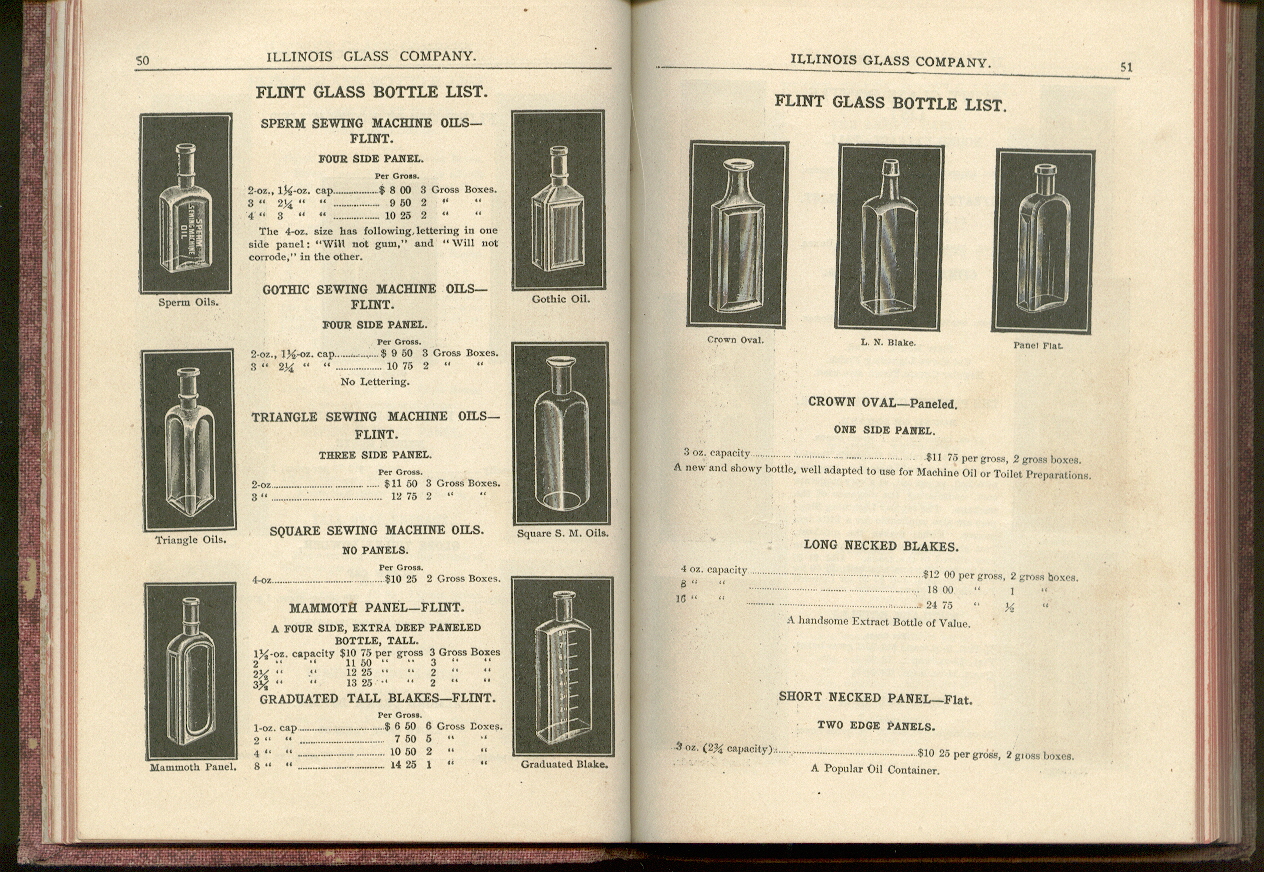 50
ILLINOIS GLASS COMPANY.
FLINT GLASS BOTTLE LIST.
SPERM
SEWING MACHINE
OIL
Sperm Oils.
Gothic Oil.
SPERM SEWING MACHINE OILS—
FLINT.
FOUR SIDE PANEL.
Per Gross.
2-oz., 1½-oz. cap................$ 8 00 3 Gross Boxes.
3 “ 2¼ “ “ ................ 9 50 2 “ “
4 “ 3 “ “ ................ 10 25 2 “ “
The 4-oz. size has following lettering in one
side panel: “Will not gum,” and “Will not
corrode,” in the other.
GOTHIC SEWING MACHINE OILS—
FLINT.
FOUR SIDE PANEL.
Per Gross.
2-oz., 1½-oz. cap................$ 9 50 3 Gross Boxes.
3 “ 2¼ “ “ ................ 10 75 2 “ “
No Lettering.
Triangle Oils.
Square S. M. Oils.
TRIANGLE SEWING MACHINE OILS—
FLINT.
THREE SIDE PANEL.
Per Gross.
2-oz................................$11 50 3 Gross Boxes.
3 “ ................................ 12 75 2 “ “
SQUARE SEWING MACHINE OILS.
NO PANELS.
Per Gross.
4-oz................................$10 25 2 Gross Boxes.
Mammoth Panel.
Graduated Blake.
MAMMOTH PANEL—FLINT.
A FOUR SIDE, EXTRA DEEP PANELED
BOTTLE, TALL.
1½-oz. capacity $10 75 per gross 3 Gross Boxes
2 “ “ 11 50 “ “ 3 “ “
2½ “ “ 12 25 “ “ 2 “ “
3½ “ “ 13 25 “ “ 2 “ “
GRADUATED TALL BLAKES—FLINT.
Per Gross.
1-oz. cap............................$ 6 50 6 Gross Boxes.
2 “ “ ............................ 7 50 5 “ “
4 “ “ ............................ 10 50 2 “ “
8 “ “ ............................ 14 25 1 “ “
ILLINOIS GLASS COMPANY.
51
FLINT GLASS BOTTLE LIST.
Crown Oval.
L. N. Blake.
Panel Flat.
CROWN OVAL—Paneled.
ONE SIDE PANEL.
3 oz. capacity................................................$11 75 per gross, 2 gross boxes.
A new and showy bottle, well adapted to use for Machine Oil or Toilet Preparations.
LONG NECKED BLAKES.
4 oz. capacity................................................$12 00 per gross, 2 gross boxes.
8 “ “ ................................................ 18 00 “ 1 “
16 “ “ ................................................ 24 75 “ ½ “
A handsome Extract Bottle of Value.
SHORT NECKED PANEL—Flat.
TWO EDGE PANELS.
3 oz. (2¾ capacity)........................................$10 25 per gross, 2 gross boxes.
A Popular Oil Container.